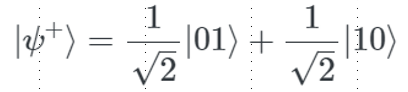 |ψ⁺⟩ = 1/√2 |01⟩ + 1/√2 |10⟩